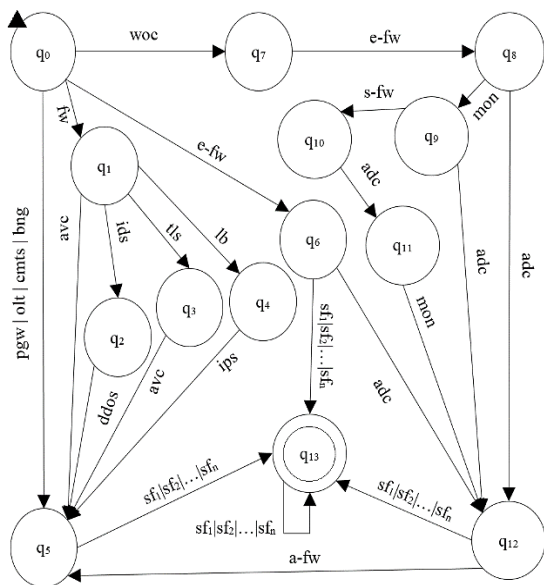 q0
woc
q7
e-fw
q8
fw
s-fw
mon
q10
q9
q1
e-fw
adc
pgw | olt | cmts | bng
avc
ids
tls
lb
q6
q11
adc
adc
q2
q3
q4
sf1|sf2|…|sfn
mon
ddos
avc
ips
adc
sf1|sf2|…|sfn
q13
sf1|sf2|…|sfn
sf1|sf2|…|sfn
q5
a-fw
q12